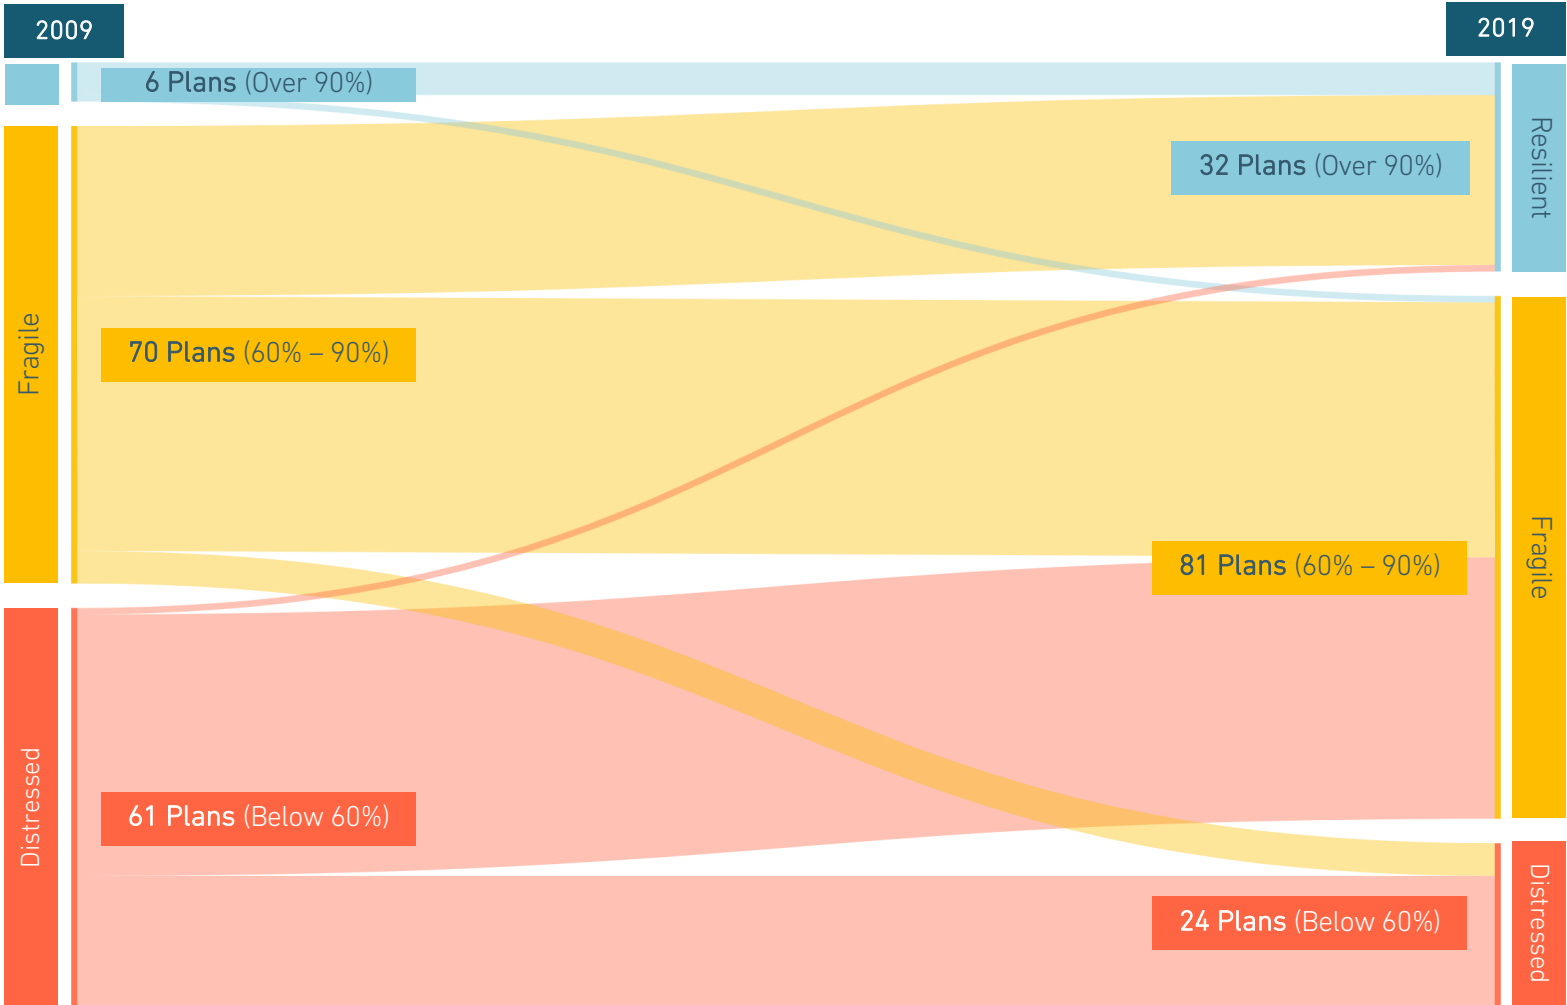 2009
2019
6 Plans (Over 90%)
Resilient
32 Plans (Over 90%)
Fragile
70 Plans (60% – 90%)
81 Plans (60% – 90%)
Fragile
Distressed
61 Plans (Below 60%)
24 Plans (Below 60%)
Distressed